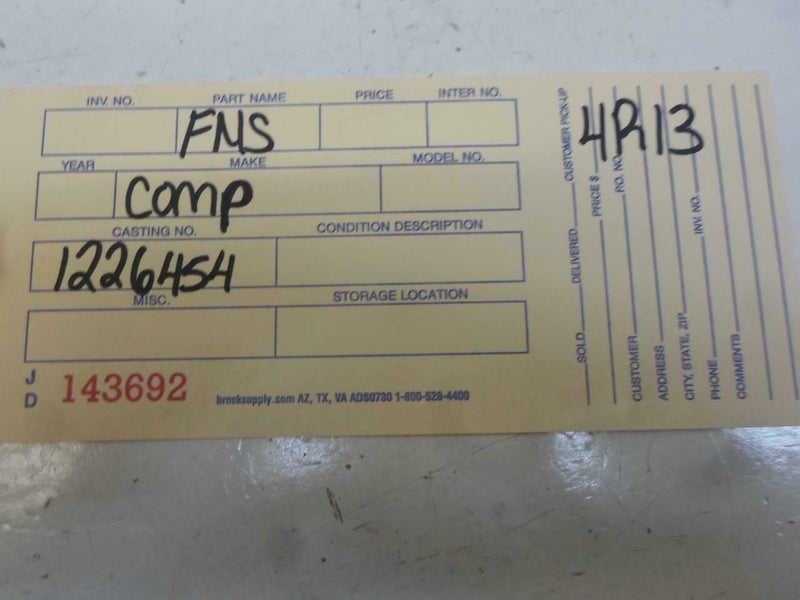 INV. NO. PART NAME PRICE INTER NO.
FNS
YEAR MAKE MODEL NO.
Comp
CASTING NO. CONDITION DESCRIPTION
1226454
MISC. STORAGE LOCATION
J D 143692
brocksupply.com AZ, TX, VA ADS0730 1-800-528-4400
4R13
SOLD DELIVERED CUSTOMER PICK-UP
PRICE $ RO. NO.
CUSTOMER
ADDRESS
CITY, STATE, ZIP INV. NO.
PHONE
COMMENTS